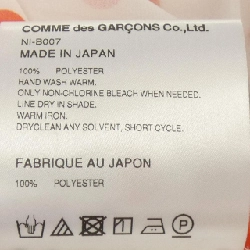 COMME des GARÇONS Co.,Ltd.
NI-B007
MADE IN JAPAN
100% POLYESTER
HAND WASH WARM.
ONLY NON-CHLORINE BLEACH WHEN NEEDED.
LINE DRY IN SHADE.
WARM IRON.
DRYCLEAN ANY SOLVENT, SHORT CYCLE.
FABRIQUE AU JAPON
100% POLYESTER
P